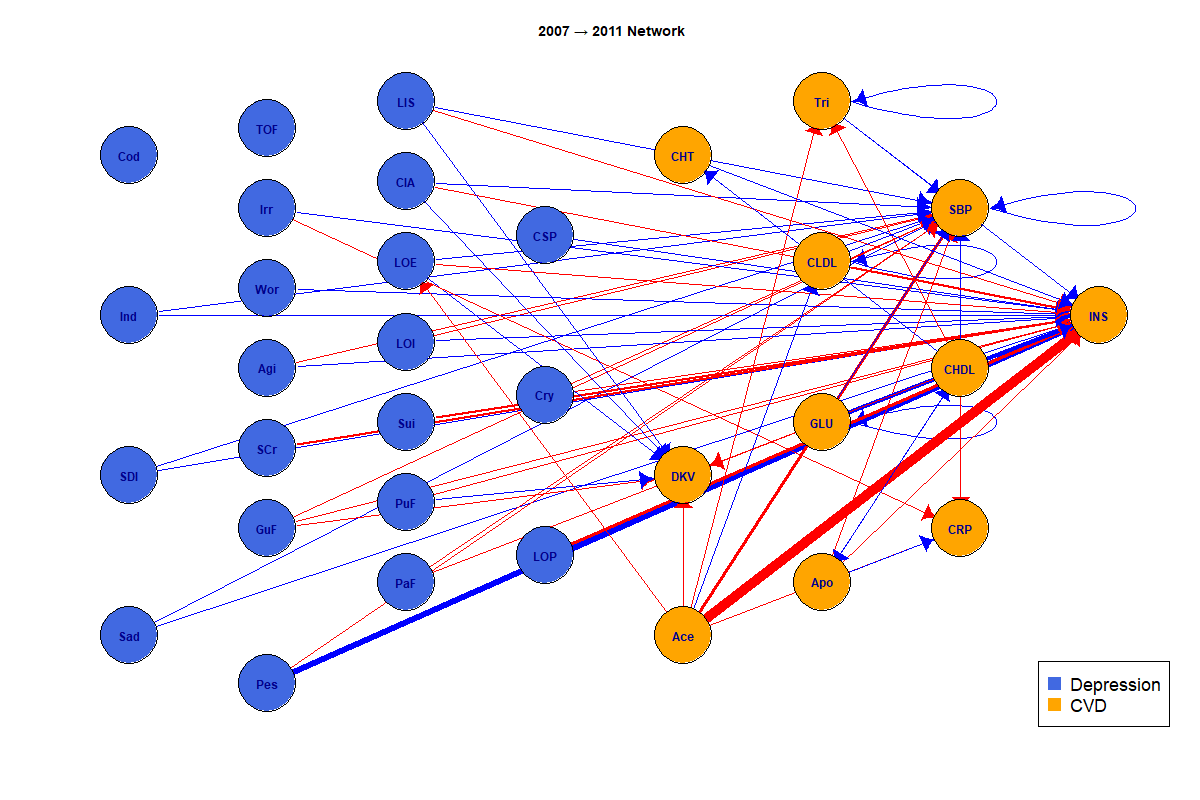 2007 → 2011 Network
LIS
Tri
TOF
Cod
CHT
CIA
Irr
SBP
CSP
LOE
CLDL
Wor
Ind
INS
LOI
Agi
CHDL
Cry
Sui
GLU
SCr
SDI
DKV
PuF
GuF
CRP
LOP
PaF
Apo
Sad
Ace
Pes
Depression
CVD